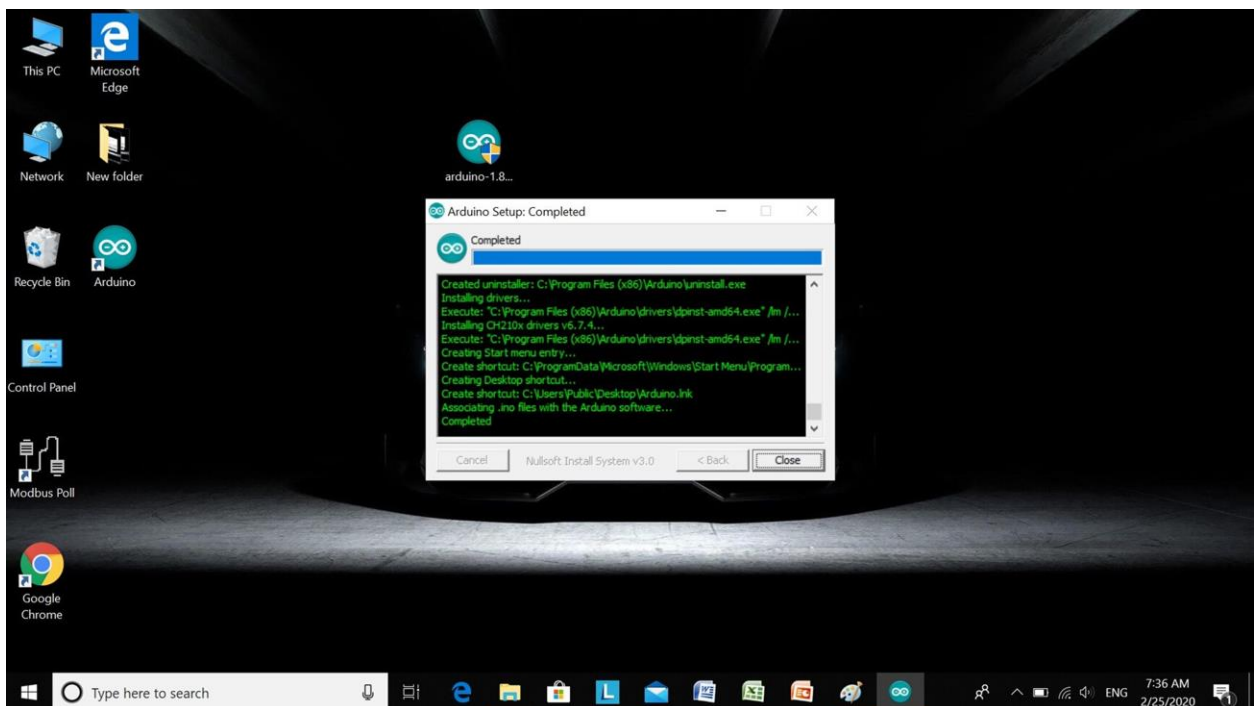 This PC
Microsoft
Edge
Network
New folder
arduino-1.8...
Arduino Setup: Completed
Completed
Created uninstaller: C:\Program Files (x86)\Arduino\uninstall.exe
Installing drivers...
Execute: "C:\Program Files (x86)\Arduino\drivers\dpinst-amd64.exe" /lm /...
Installing CH210x drivers v6.7.4...
Execute: "C:\Program Files (x86)\Arduino\drivers\dpinst-amd64.exe" /lm /...
Creating Start menu entry...
Create shortcut: C:\ProgramData\Microsoft\Windows\Start Menu\Program...
Creating Desktop shortcut...
Create shortcut: C:\Users\Public\Desktop\Arduino.lnk
Associating .ino files with the Arduino software...
Completed
Cancel
Nullsoft Install System v3.0
< Back
Close
Recycle Bin
Arduino
Control Panel
Modbus Poll
Google
Chrome
Type here to search
L
ENG
7:36 AM
2/25/2020
1